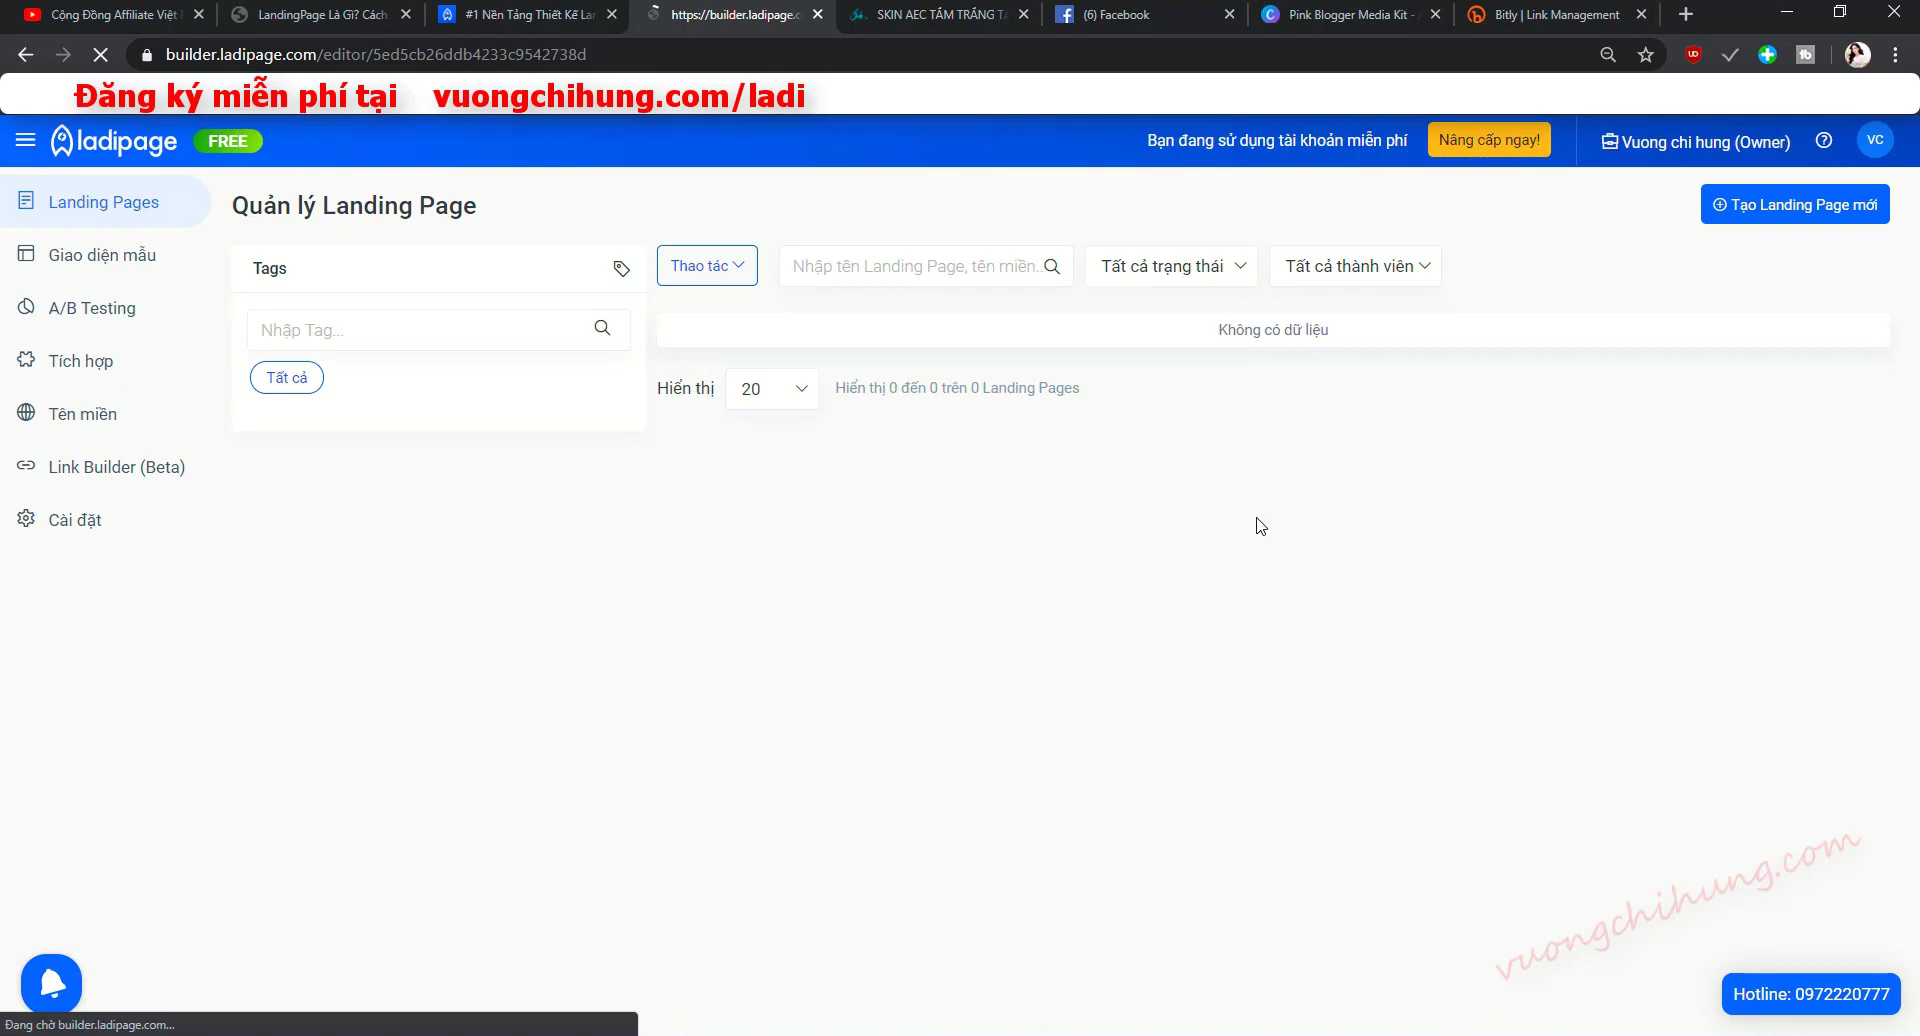 Cộng Đồng Affiliate Việt
LandingPage Là Gì? Cách
#1 Nền Tảng Thiết Kế Lan
https://builder.ladipage.c
SKIN AEC TẮM TRẮNG TẠ
(6) Facebook
Pink Blogger Media Kit -
Bitly | Link Management
builder.ladipage.com/editor/5ed5cb26ddb4233c9542738d
Đăng ký miễn phí tại vuongchihung.com/ladi
ladipage FREE
Bạn đang sử dụng tài khoản miễn phí
Nâng cấp ngay!
Vuong chi hung (Owner)
VC
Landing Pages
Giao diện mẫu
A/B Testing
Tích hợp
Tên miền
Link Builder (Beta)
Cài đặt
Quản lý Landing Page
Tạo Landing Page mới
Tags
Nhập Tag...
Tất cả
Thao tác
Nhập tên Landing Page, tên miền..
Tất cả trạng thái
Tất cả thành viên
Không có dữ liệu
Hiển thị 20 Hiển thị 0 đến 0 trên 0 Landing Pages
vuongchihung.com
Hotline: 0972220777
Đang chờ builder.ladipage.com...